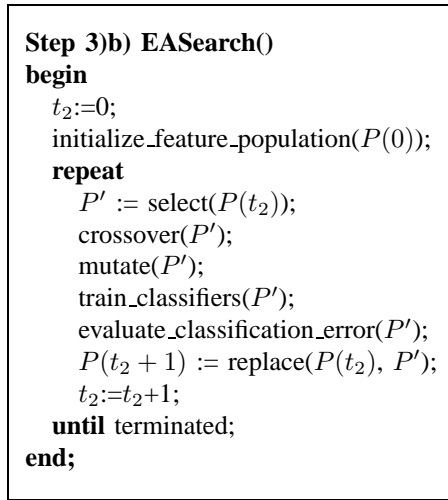 Step 3)b) EASearch()
begin
t₂:=0;
initialize_feature_population(P(0));
repeat
P′ := select(P(t₂));
crossover(P′);
mutate(P′);
train_classifiers(P′);
evaluate_classification_error(P′);
P(t₂ + 1) := replace(P(t₂), P′);
t₂:=t₂+1;
until terminated;
end;